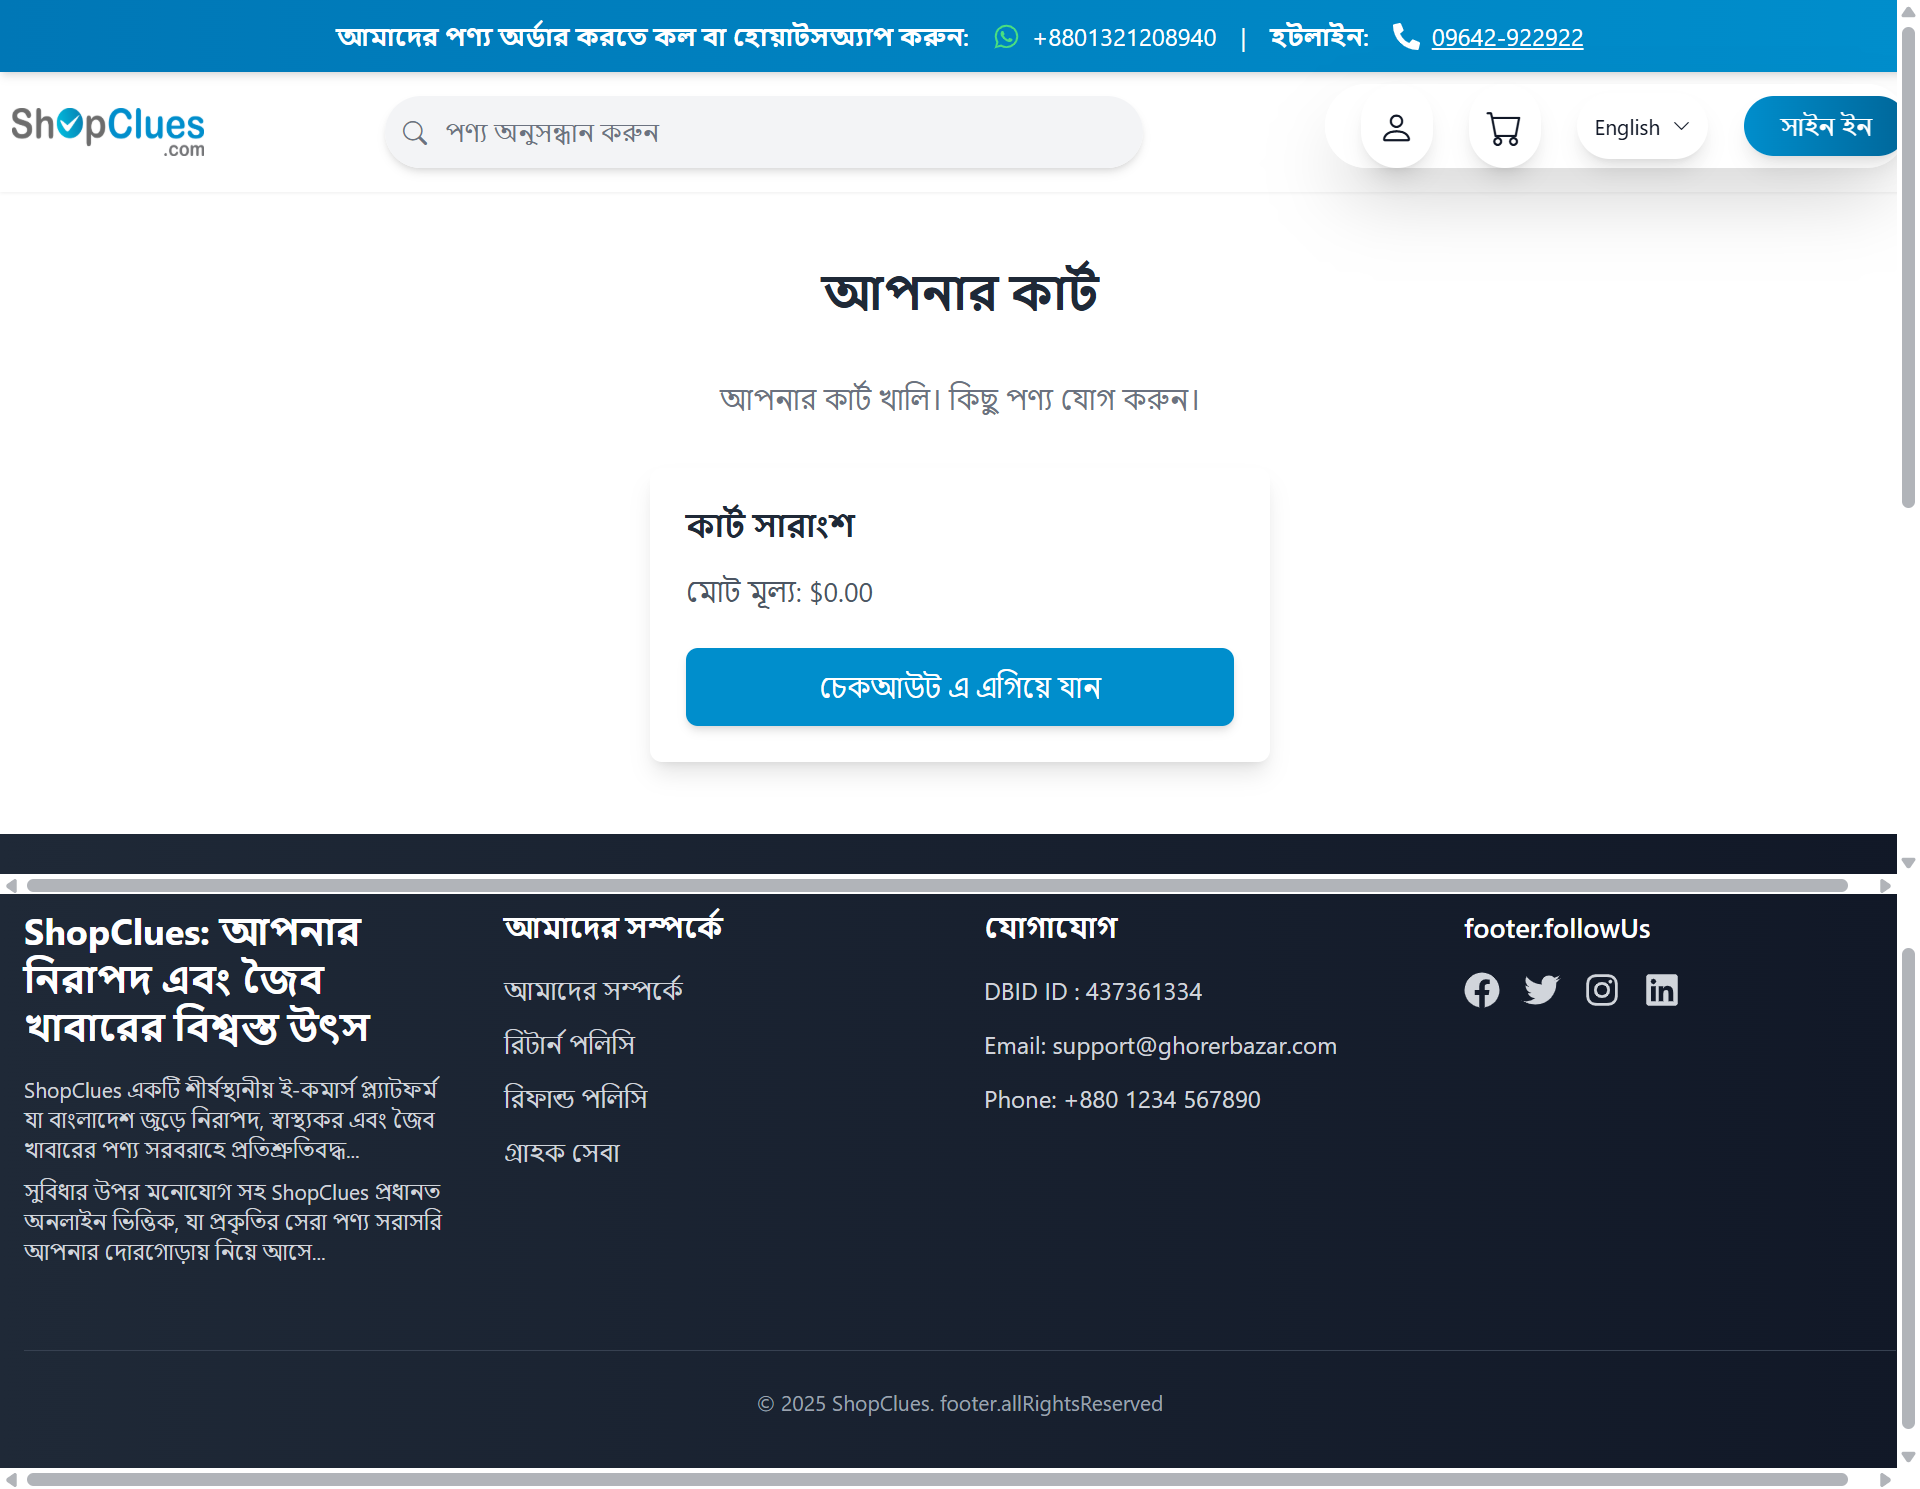 আমাদের পণ্য অর্ডার করতে কল বা হোয়াটসঅ্যাপ করুন: +8801321208940 | হটলাইন: 09642-922922
ShopClues
.com
পণ্য অনুসন্ধান করুন
English
সাইন ইন
আপনার কার্ট
আপনার কার্ট খালি। কিছু পণ্য যোগ করুন।
কার্ট সারাংশ
মোট মূল্য: $0.00
চেকআউট এ এগিয়ে যান
ShopClues: আপনার
নিরাপদ এবং জৈব
খাবারের বিশ্বস্ত উৎস
ShopClues একটি শীর্ষস্থানীয় ই-কমার্স প্ল্যাটফর্ম
যা বাংলাদেশ জুড়ে নিরাপদ, স্বাস্থ্যকর এবং জৈব
খাবারের পণ্য সরবরাহে প্রতিশ্রুতিবদ্ধ...
সুবিধার উপর মনোযোগ সহ ShopClues প্রধানত
অনলাইন ভিত্তিক, যা প্রকৃতির সেরা পণ্য সরাসরি
আপনার দোরগোড়ায় নিয়ে আসে...
আমাদের সম্পর্কে
আমাদের সম্পর্কে
রিটার্ন পলিসি
রিফান্ড পলিসি
গ্রাহক সেবা
যোগাযোগ
DBID ID : 437361334
Email: support@ghorerbazar.com
Phone: +880 1234 567890
footer.followUs
© 2025 ShopClues. footer.allRightsReserved